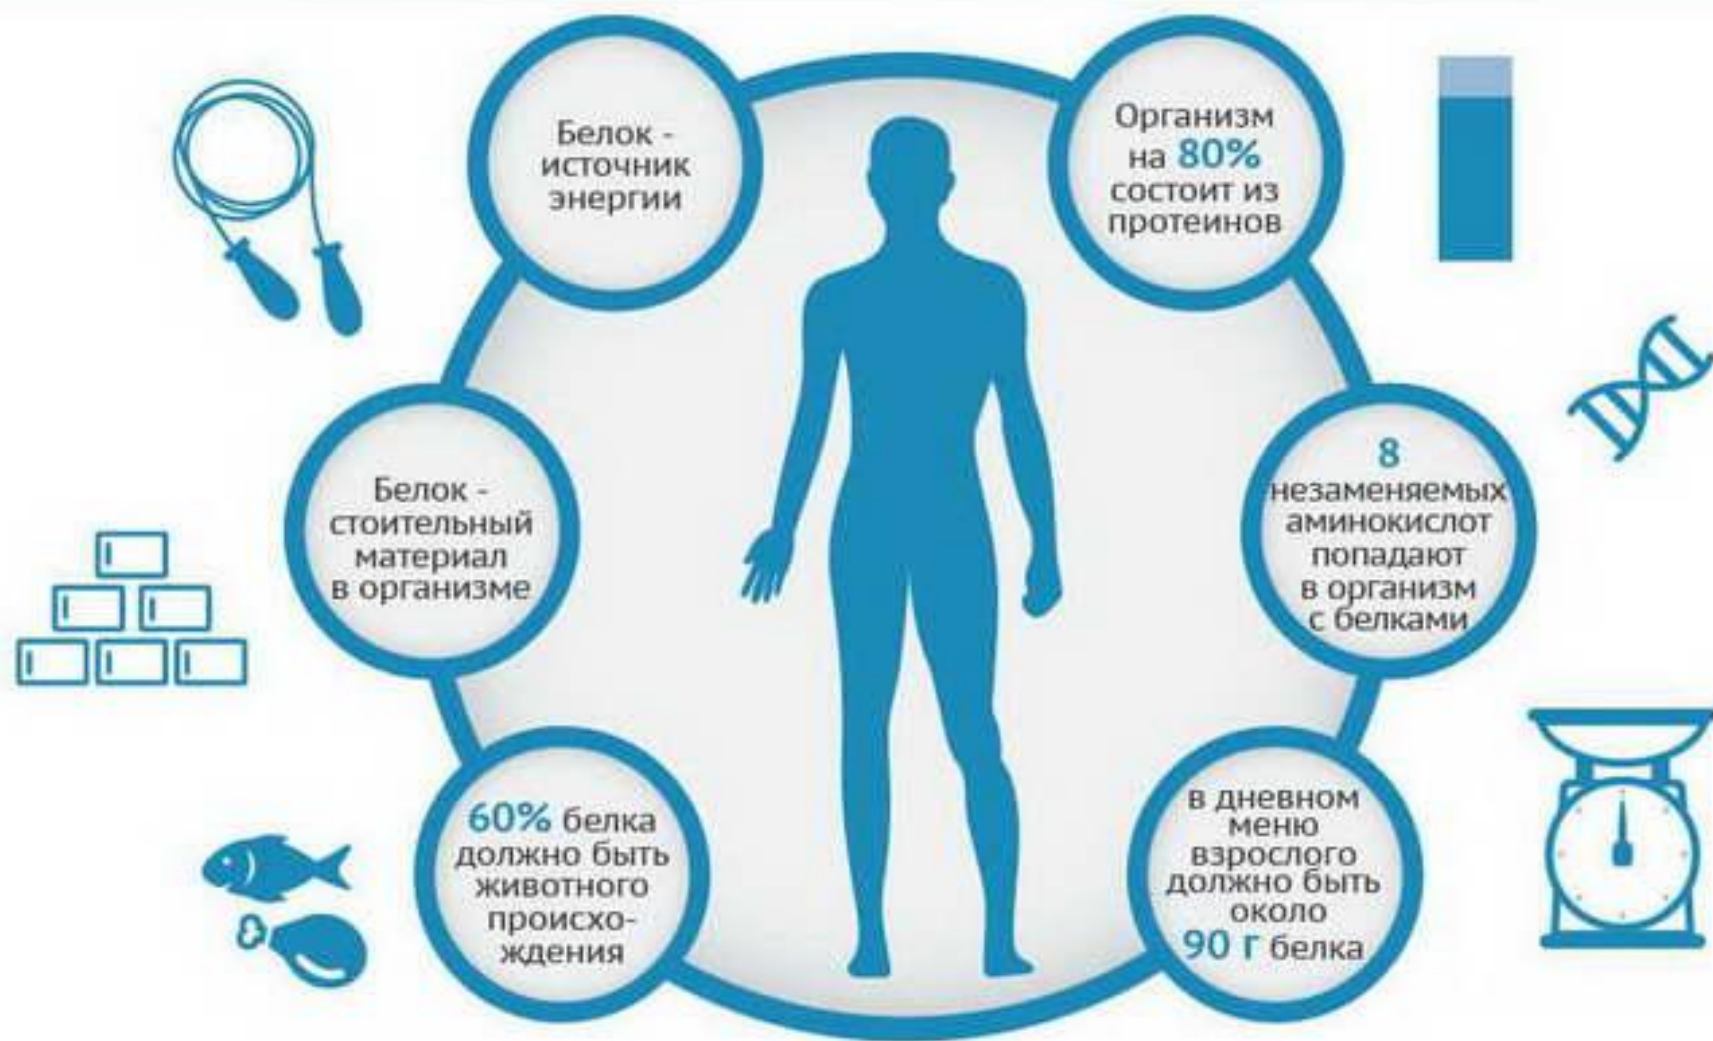 Белок -
источник
энергии
Организм
на 80%
состоит из
протеинов
Белок -
стоительный
материал
в организме
8
незаменяемых
аминокислот
попадают
в организм
с белками
60% белка
должно быть
животного
происхо-
ждения
в дневном
меню
взрослого
должно быть
около
90 г белка